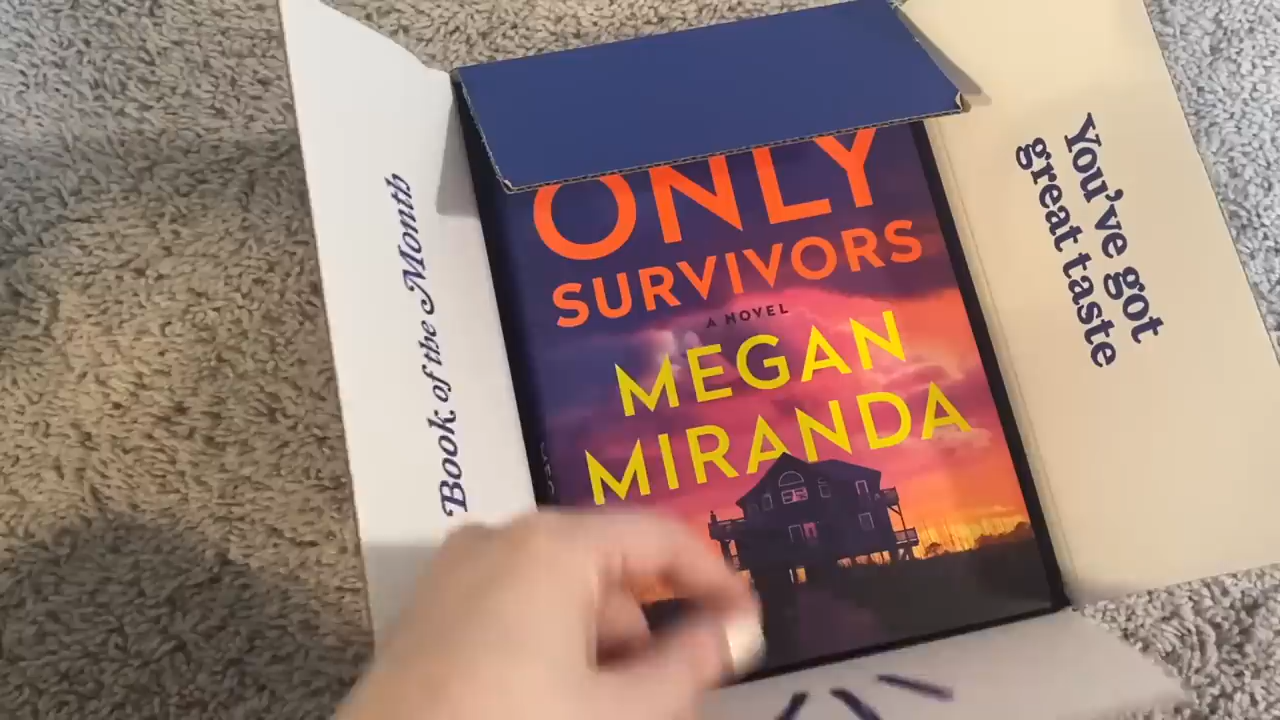 Book of the Month
ONLY
SURVIVORS
A NOVEL
MEGAN
MIRANDA
You've got
great taste